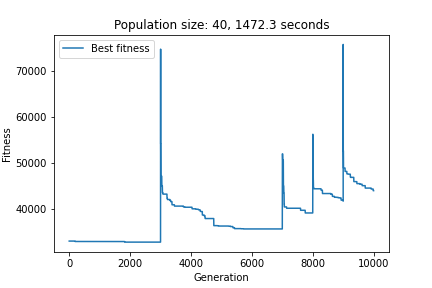 Population size: 40, 1472.3 seconds
Best fitness
70000
60000
50000
40000
Fitness
0 2000 4000 6000 8000 10000
Generation